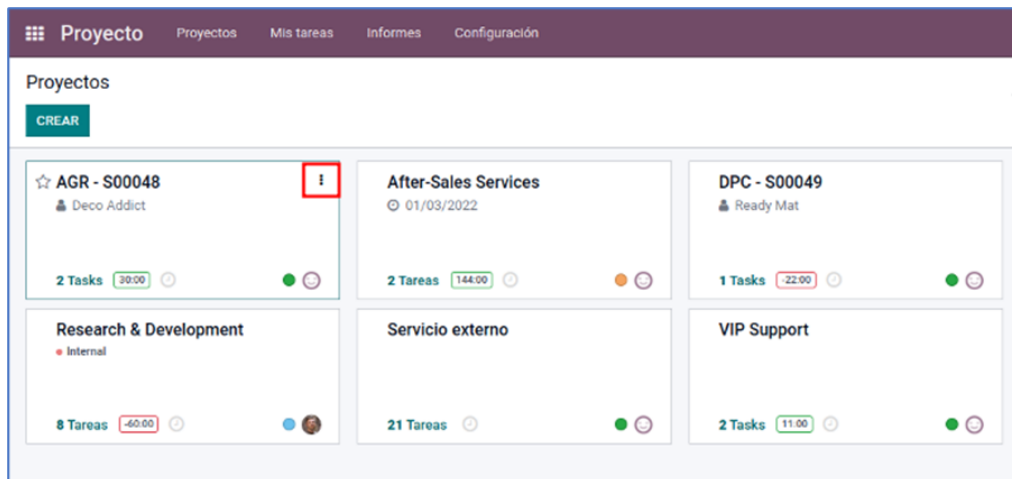 Proyecto Proyectos Mis tareas Informes Configuración
Proyectos
CREAR
AGR - S00048
Deco Addict
2 Tasks 30:00
After-Sales Services
01/03/2022
2 Tareas 144:00
DPC - S00049
Ready Mat
1 Tasks -22:00
Research & Development
Internal
8 Tareas -60:00
Servicio externo
21 Tareas
VIP Support
2 Tasks 11:00